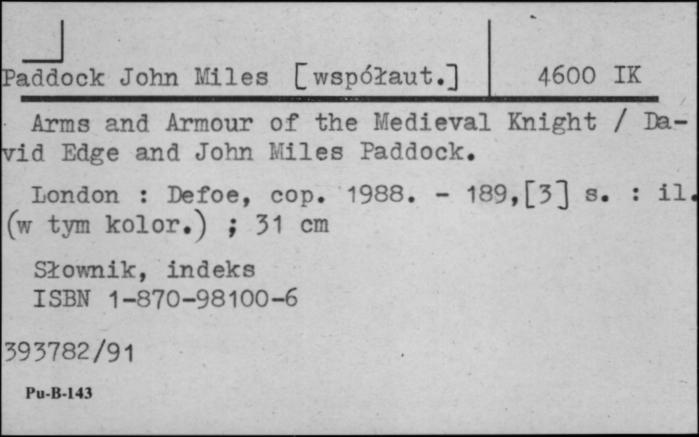 Paddock John Miles [współaut.] 4600 IK
Arms and Armour of the Medieval Knight / Da-
vid Edge and John Miles Paddock.
London : Defoe, cop. 1988. - 189,[3] s. : il.
(w tym kolor.) ; 31 cm
Słownik, indeks
ISBN 1-870-98100-6
393782/91
Pu-B-143